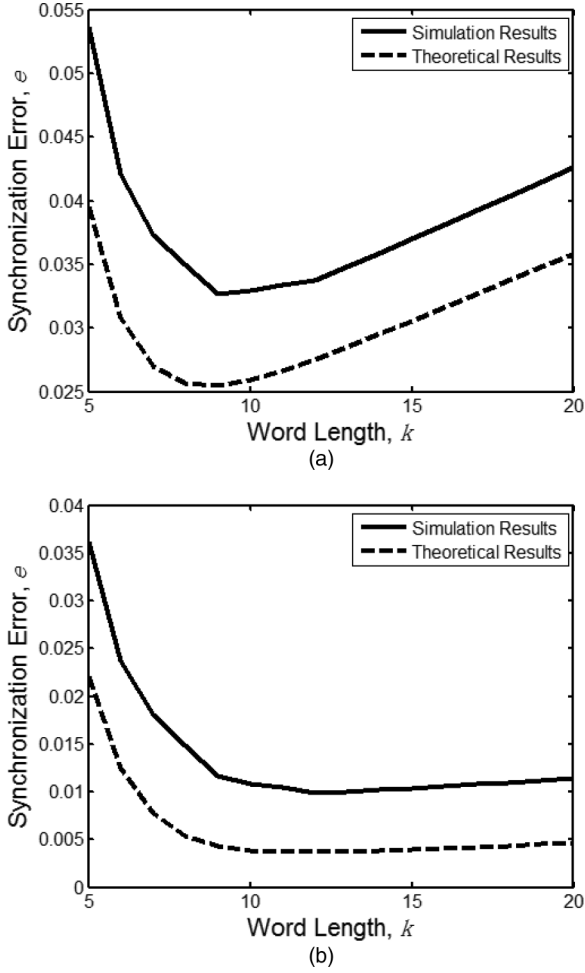 0.055
0.05
0.045
0.04
0.035
0.03
0.025
Synchronization Error, e
Simulation Results
Theoretical Results
5 10 15 20
Word Length, k
(a)
0.04
0.035
0.03
0.025
0.02
0.015
0.01
0.005
0
Synchronization Error, e
Simulation Results
Theoretical Results
5 10 15 20
Word Length, k
(b)